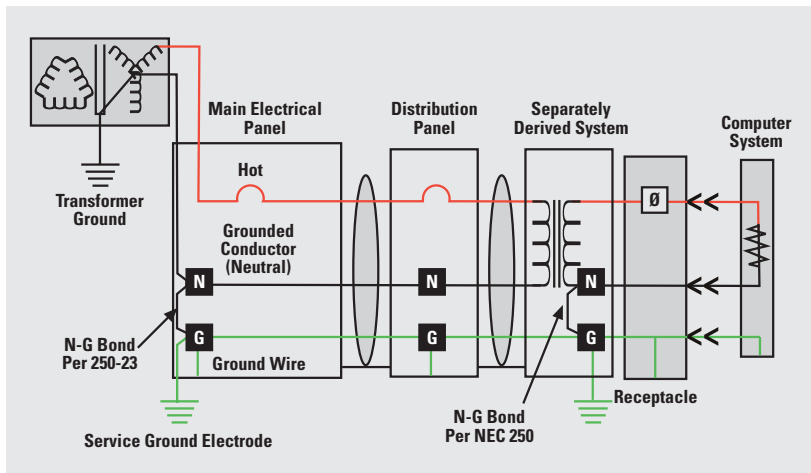 Main Electrical
Panel
Distribution
Panel
Separately
Derived System
Computer
System
Transformer
Ground
Hot
Ø
Grounded
Conductor
(Neutral)
N
N
N
N-G Bond
Per 250-23
G
G
G
Ground Wire
Service Ground Electrode
N-G Bond
Per NEC 250
Receptacle